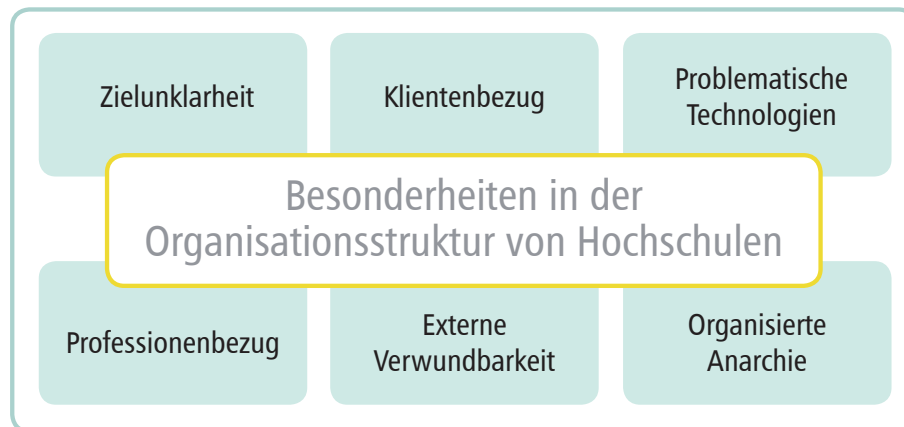 Zielunklarheit
Klientenbezug
Problematische
Technologien
Besonderheiten in der
Organisationsstruktur von Hochschulen
Professionenbezug
Externe
Verwundbarkeit
Organisierte
Anarchie